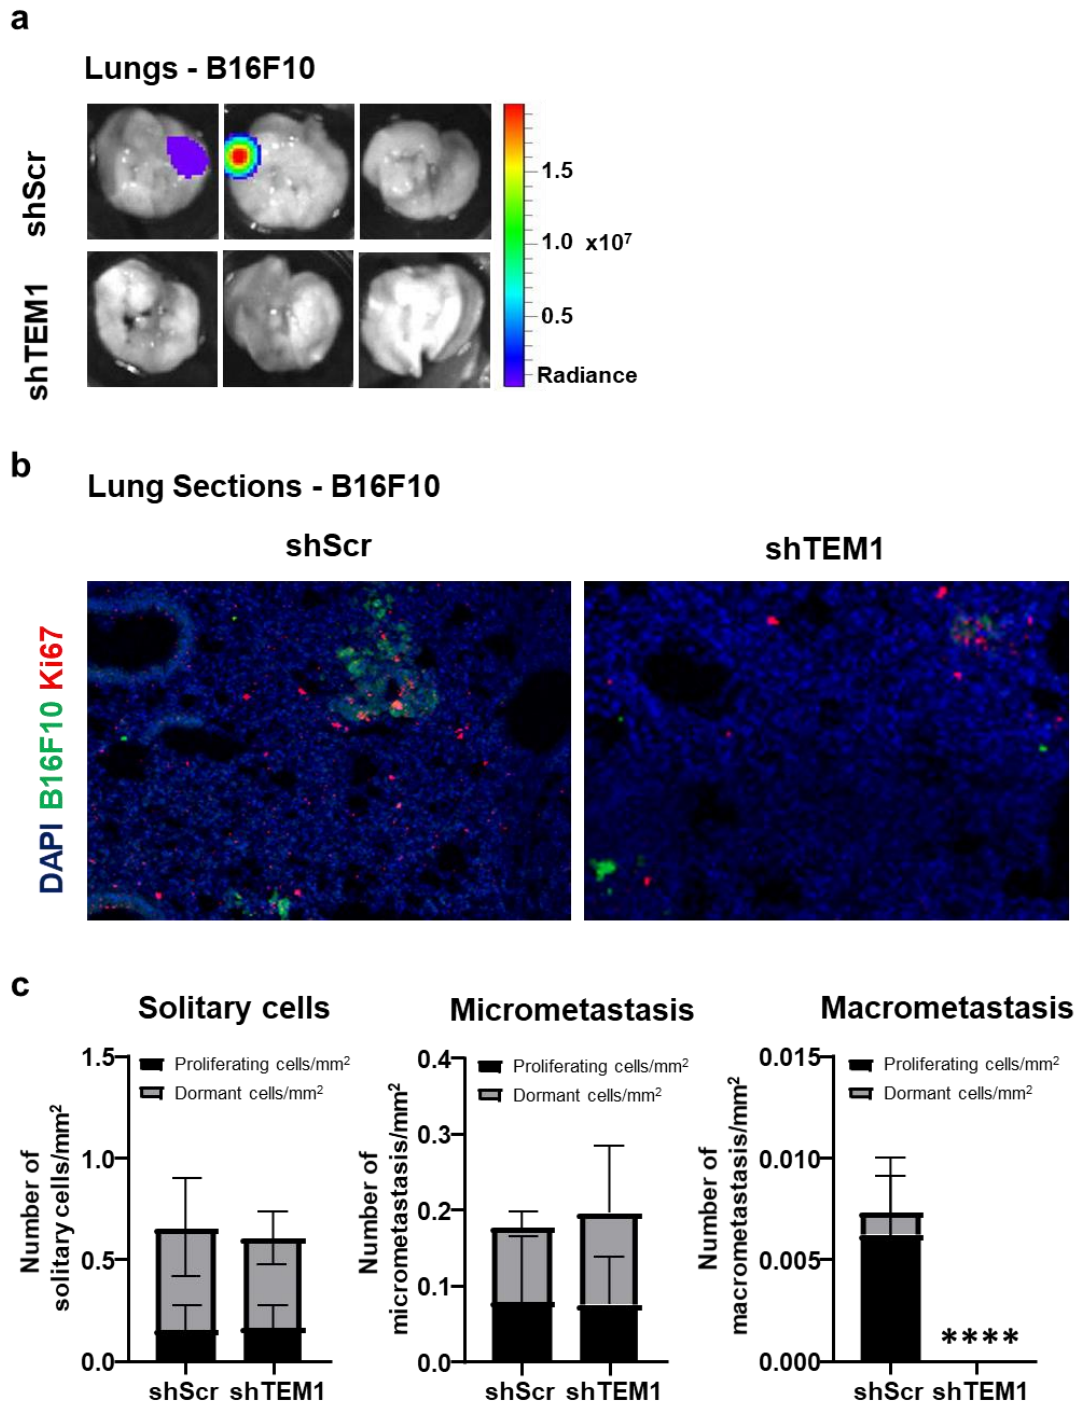 a
Lungs - B16F10
shScr
shTEM1
1.5
1.0 x10⁷
0.5
Radiance
b
Lung Sections - B16F10
shScr
shTEM1
DAPI B16F10 Ki67
c
Solitary cells
Number of
solitary cells/mm²
1.5
1.0
0.5
0.0
Proliferating cells/mm²
Dormant cells/mm²
shScr shTEM1
Micrometastasis
Number of
micrometastasis/mm²
0.4
0.3
0.2
0.1
0.0
Proliferating cells/mm²
Dormant cells/mm²
shScr shTEM1
Macrometastasis
Number of
macrometastasis/mm²
0.015
0.010
0.005
0.000
Proliferating cells/mm²
Dormant cells/mm²
****
shScr shTEM1